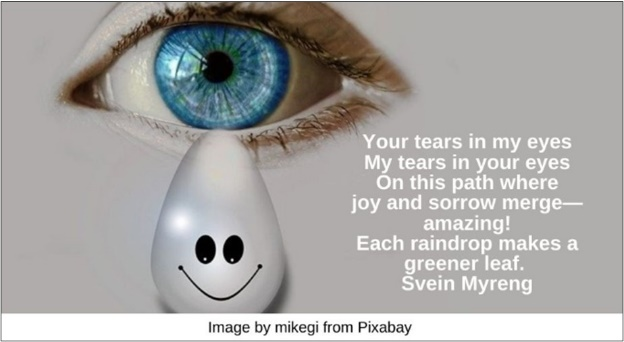 Your tears in my eyes
My tears in your eyes
On this path where
joy and sorrow merge—
amazing!
Each raindrop makes a
greener leaf.
Svein Myreng
Image by mikegi from Pixabay